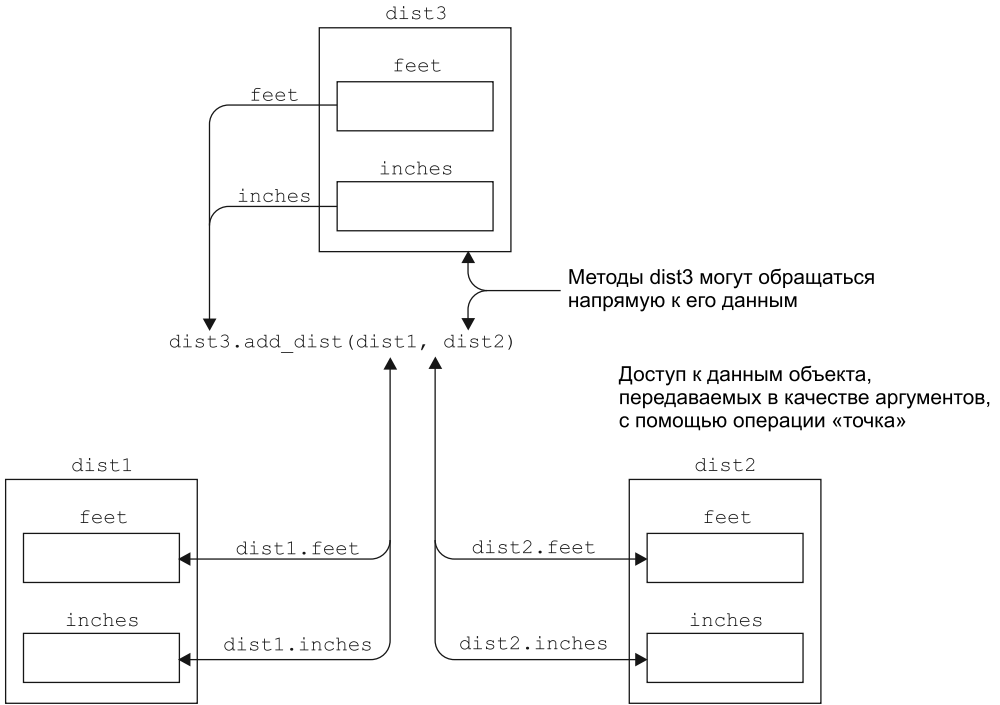 dist3
feet
feet
inches
inches
Методы dist3 могут обращаться
напрямую к его данным
dist3.add_dist(dist1, dist2)
Доступ к данным объекта,
передаваемых в качестве аргументов,
с помощью операции «точка»
dist1
dist2
feet
feet
dist1.feet
dist2.feet
inches
inches
dist1.inches
dist2.inches